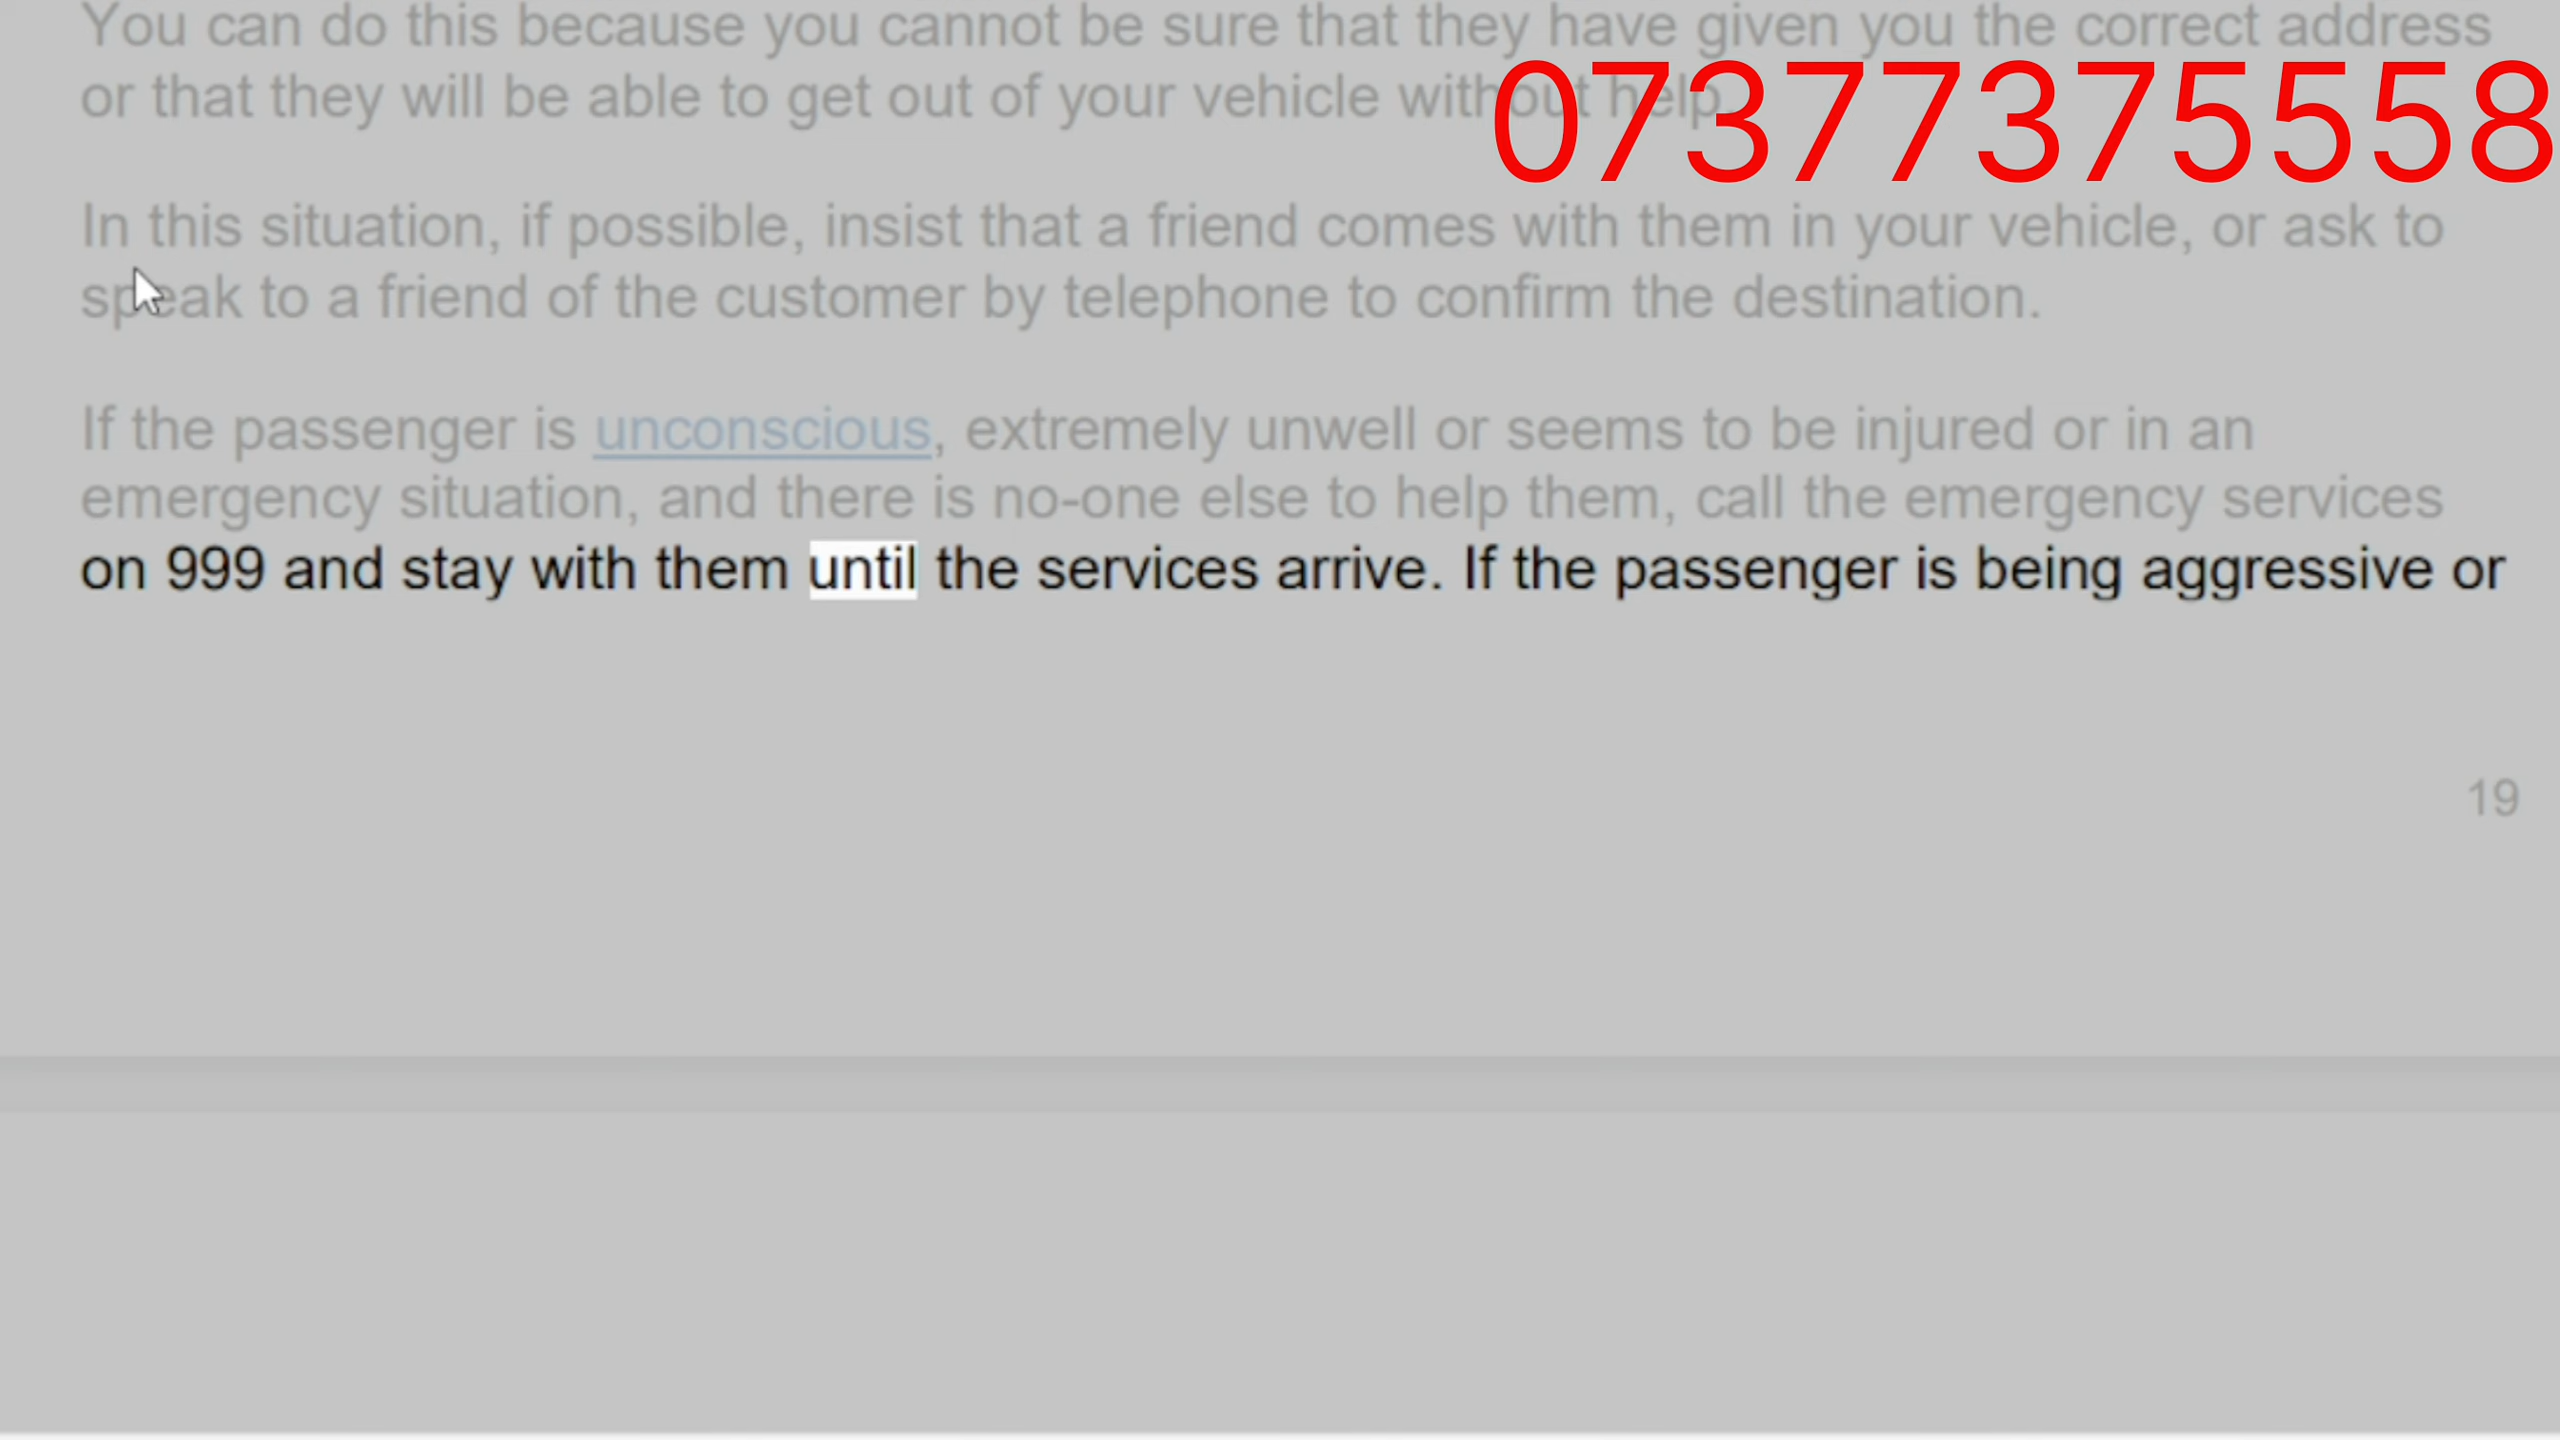 You can do this because you cannot be sure that they have given you the correct address
or that they will be able to get out of your vehicle without help.
07377375558
In this situation, if possible, insist that a friend comes with them in your vehicle, or ask to
speak to a friend of the customer by telephone to confirm the destination.
If the passenger is unconscious, extremely unwell or seems to be injured or in an
emergency situation, and there is no-one else to help them, call the emergency services
on 999 and stay with them until the services arrive. If the passenger is being aggressive or
19